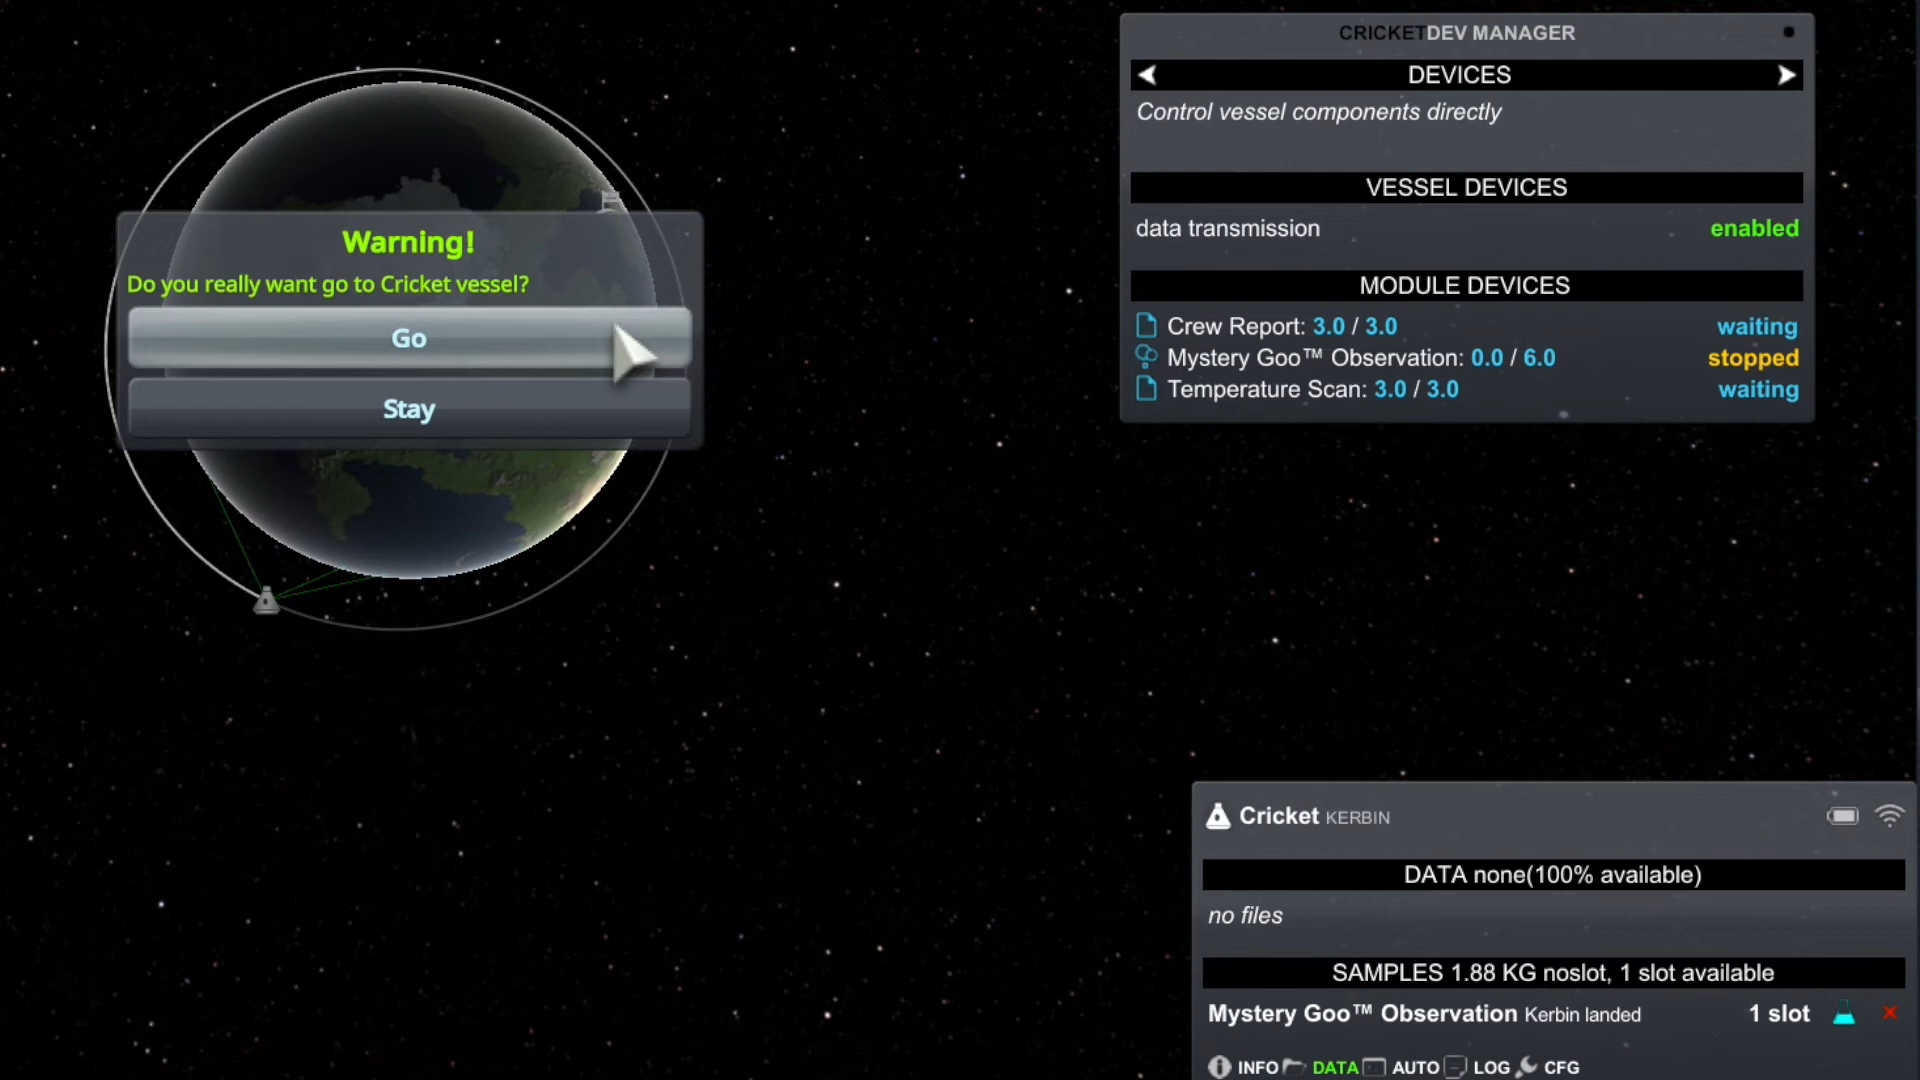 Warning!
Do you really want go to Cricket vessel?
Go
Stay
CRICKETDEV MANAGER
DEVICES
Control vessel components directly
VESSEL DEVICES
data transmission enabled
MODULE DEVICES
Crew Report: 3.0 / 3.0 waiting
Mystery Goo™ Observation: 0.0 / 6.0 stopped
Temperature Scan: 3.0 / 3.0 waiting
Cricket KERBIN
DATA none(100% available)
no files
SAMPLES 1.88 KG noslot, 1 slot available
Mystery Goo™ Observation Kerbin landed 1 slot
INFO DATA AUTO LOG CFG